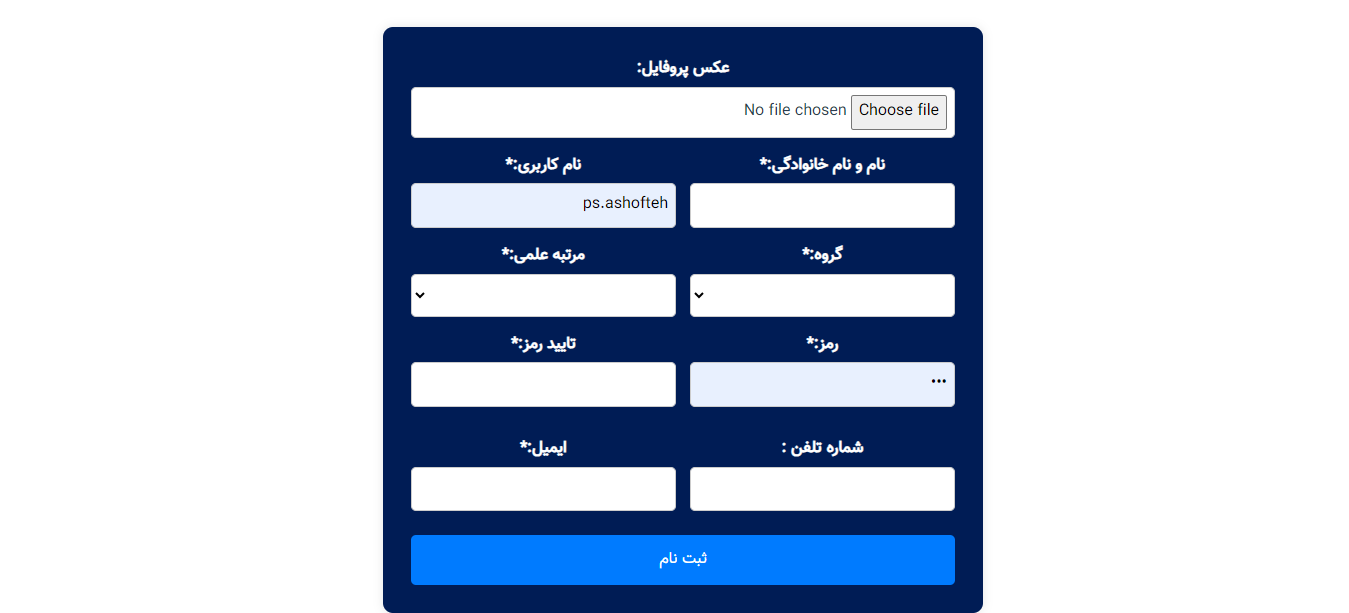 عکس پروفایل:
Choose file No file chosen
نام و نام خانوادگی:*
نام کاربری:*
ps.ashofteh
گروه:*
مرتبه علمی:*
رمز:*
تایید رمز:*
•••
شماره تلفن :
ایمیل:*
ثبت نام